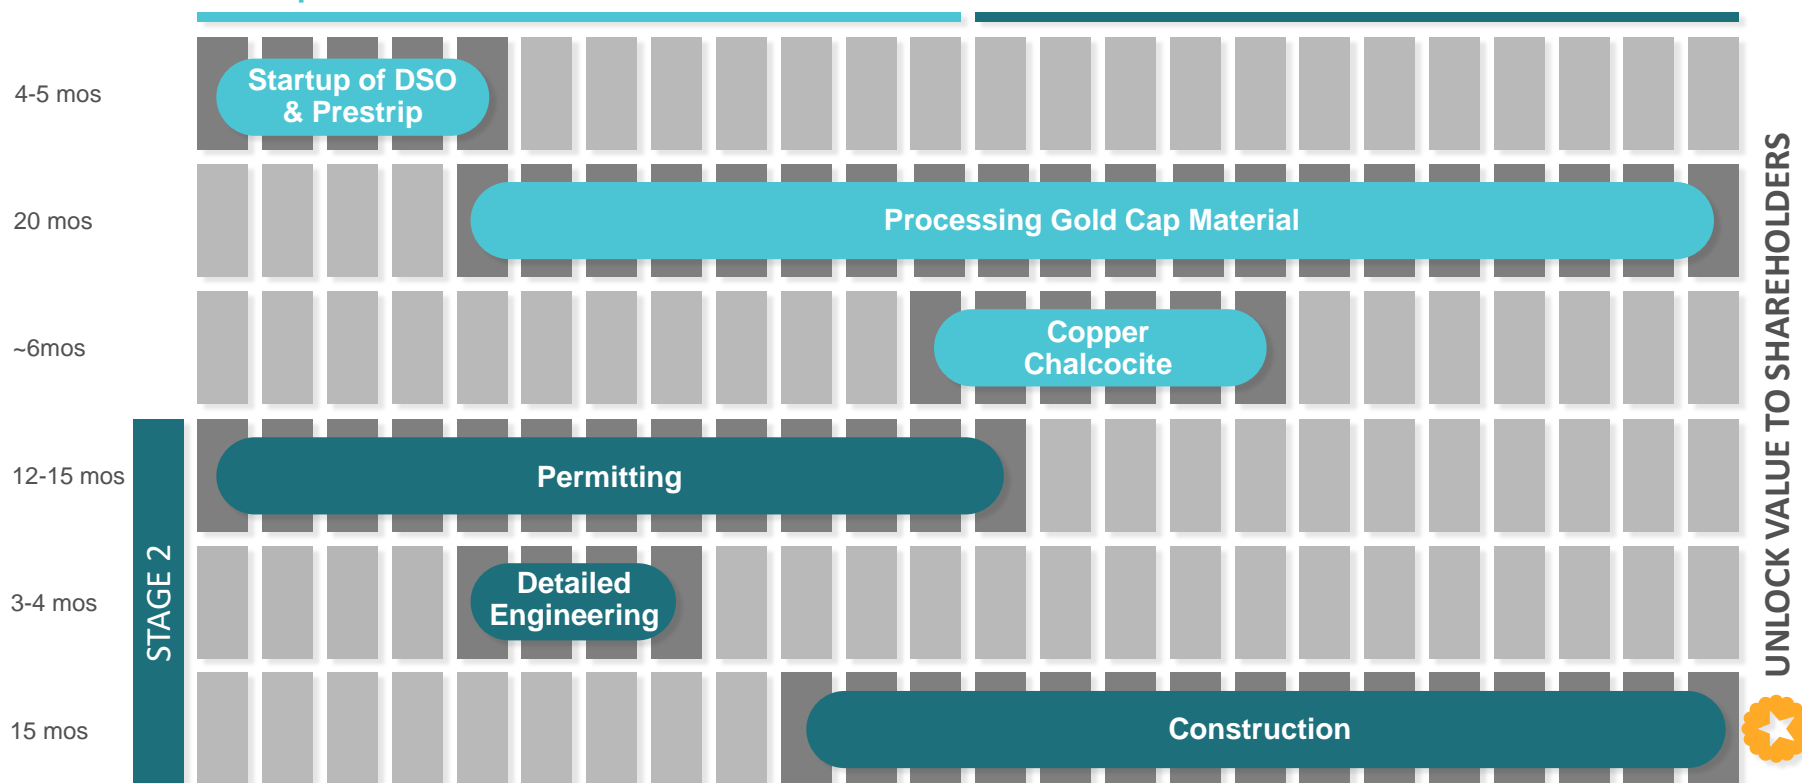 4-5 mos
Startup of DSO
& Prestrip
20 mos
Processing Gold Cap Material
~6mos
Copper
Chalcocite
STAGE 2
12-15 mos
Permitting
3-4 mos
Detailed
Engineering
15 mos
Construction
UNLOCK VALUE TO SHAREHOLDERS